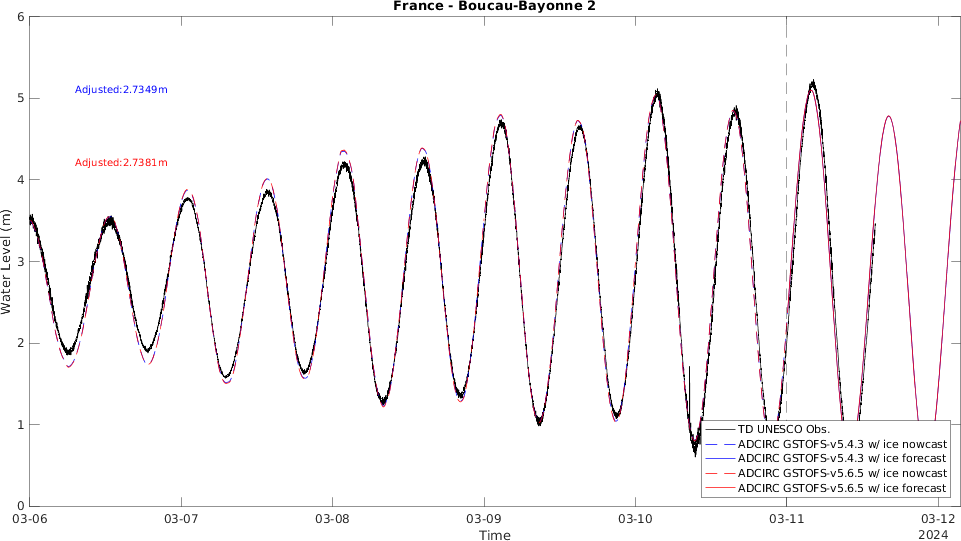 France - Boucau-Bayonne 2
6
5
4
3
2
1
0
Water Level (m)
Adjusted:2.7349m
Adjusted:2.7381m
TD UNESCO Obs.
ADCIRC GSTOFS-v5.4.3 w/ ice nowcast
ADCIRC GSTOFS-v5.4.3 w/ ice forecast
ADCIRC GSTOFS-v5.6.5 w/ ice nowcast
ADCIRC GSTOFS-v5.6.5 w/ ice forecast
03-06 03-07 03-08 03-09 03-10 03-11 03-12
Time
2024